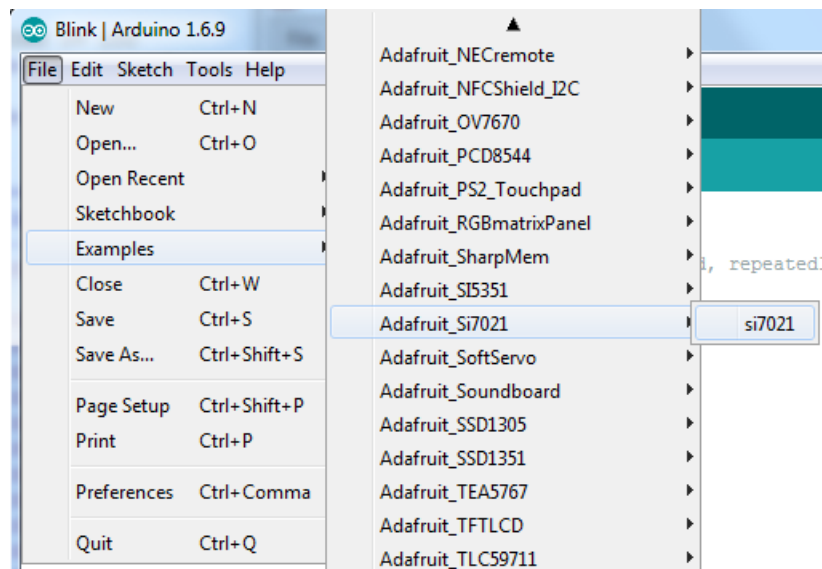 Blink | Arduino 1.6.9
File Edit Sketch Tools Help
New Ctrl+N
Open... Ctrl+O
Open Recent
Sketchbook
Examples
Close Ctrl+W
Save Ctrl+S
Save As... Ctrl+Shift+S
Page Setup Ctrl+Shift+P
Print Ctrl+P
Preferences Ctrl+Comma
Quit Ctrl+Q
Adafruit_NECremote
Adafruit_NFCShield_I2C
Adafruit_OV7670
Adafruit_PCD8544
Adafruit_PS2_Touchpad
Adafruit_RGBmatrixPanel
Adafruit_SharpMem
Adafruit_SI5351
Adafruit_Si7021
Adafruit_SoftServo
Adafruit_Soundboard
Adafruit_SSD1305
Adafruit_SSD1351
Adafruit_TEA5767
Adafruit_TFTLCD
Adafruit_TLC59711
si7021
, repeatedl